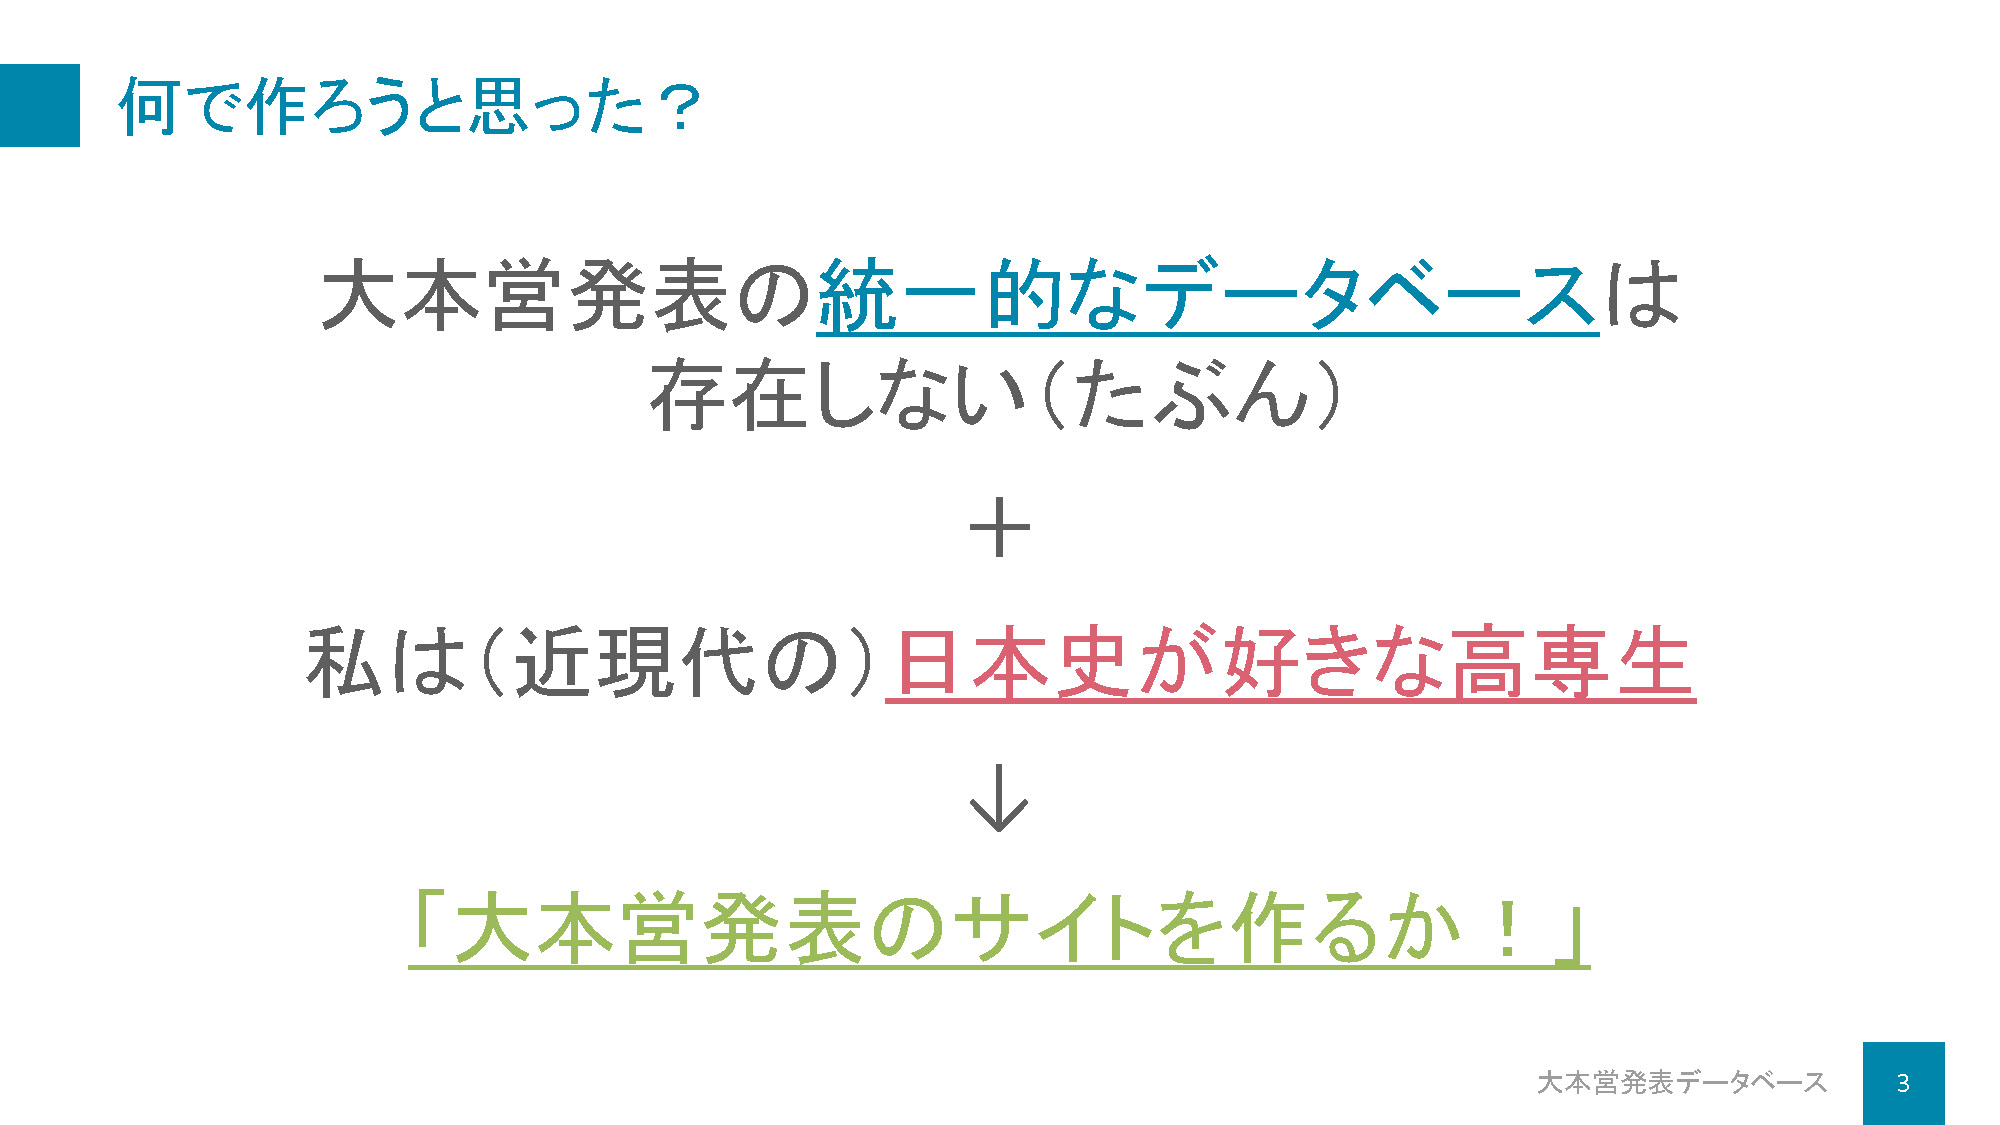 何で作ろうと思った？
大本営発表の統一的なデータベースは
存在しない（たぶん）
＋
私は（近現代の）日本史が好きな高専生
↓
「大本営発表のサイトを作るか！」
大本営発表データベース
3